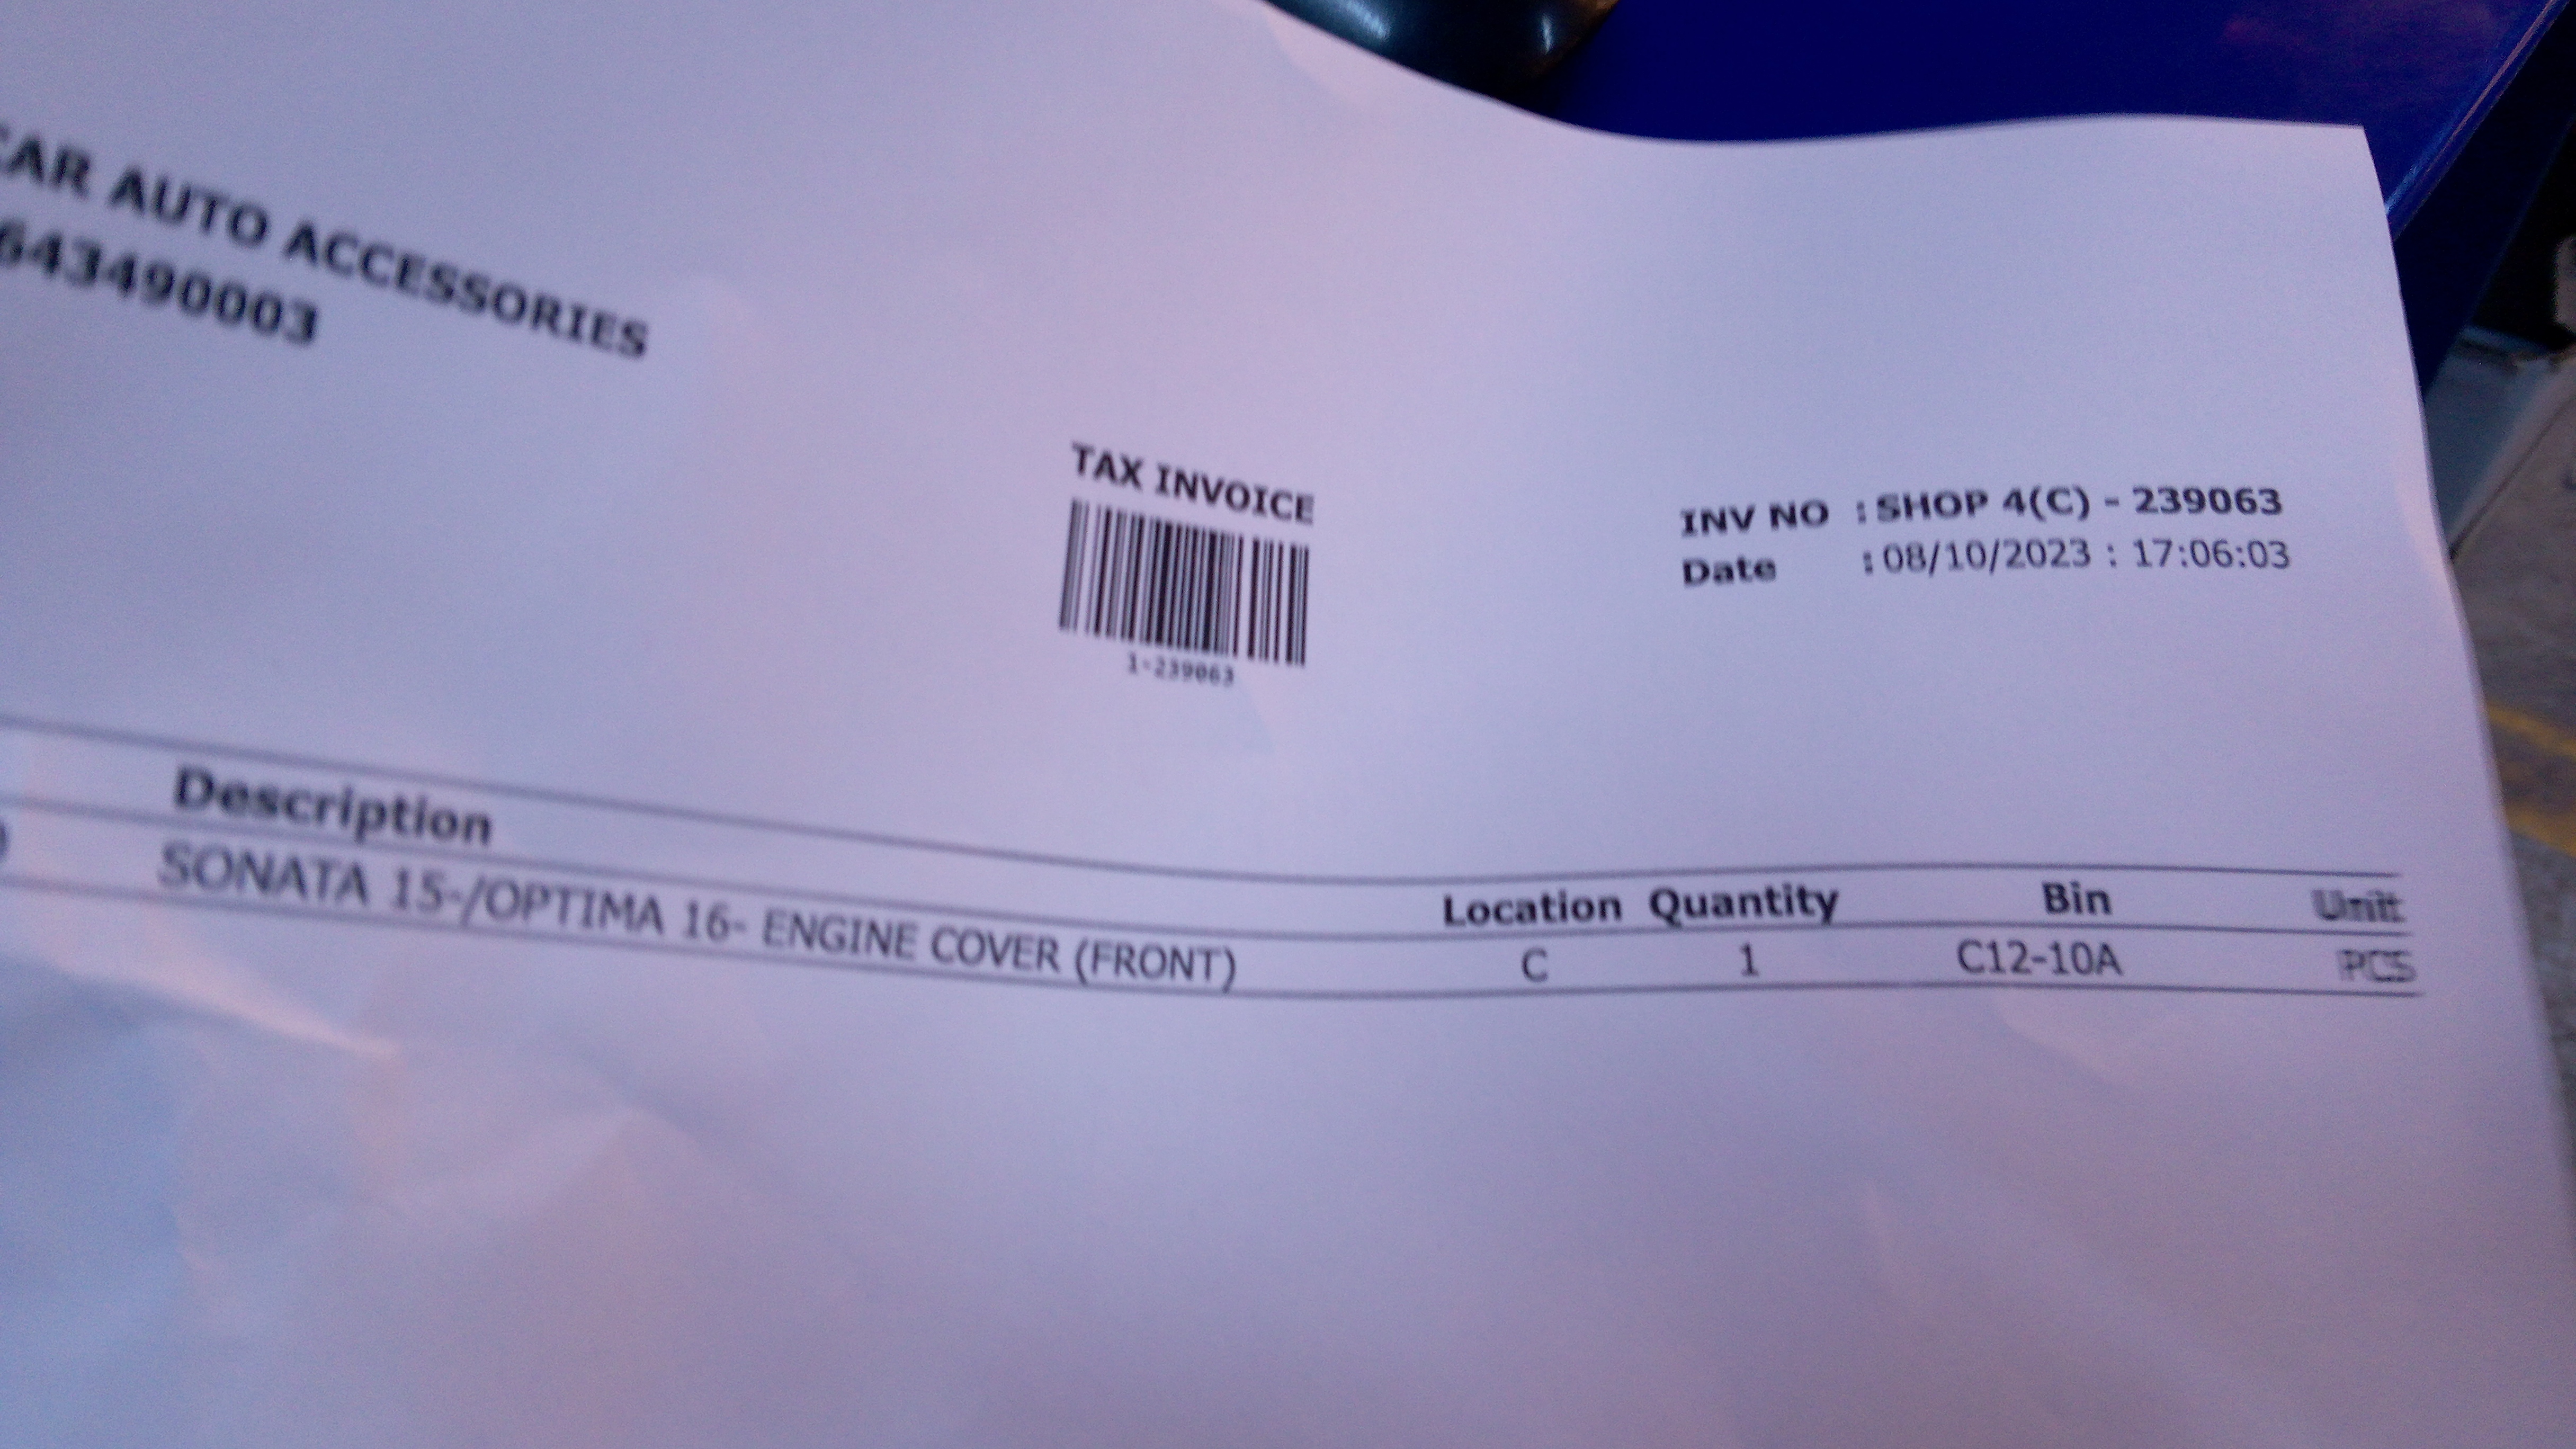 CAR AUTO ACCESSORIES
643490003
TAX INVOICE
1-239063
INV NO : SHOP 4(C) - 239063
Date : 08/10/2023 : 17:06:03
Description Location Quantity Bin Unit
SONATA 15-/OPTIMA 16- ENGINE COVER (FRONT) C 1 C12-10A PCS